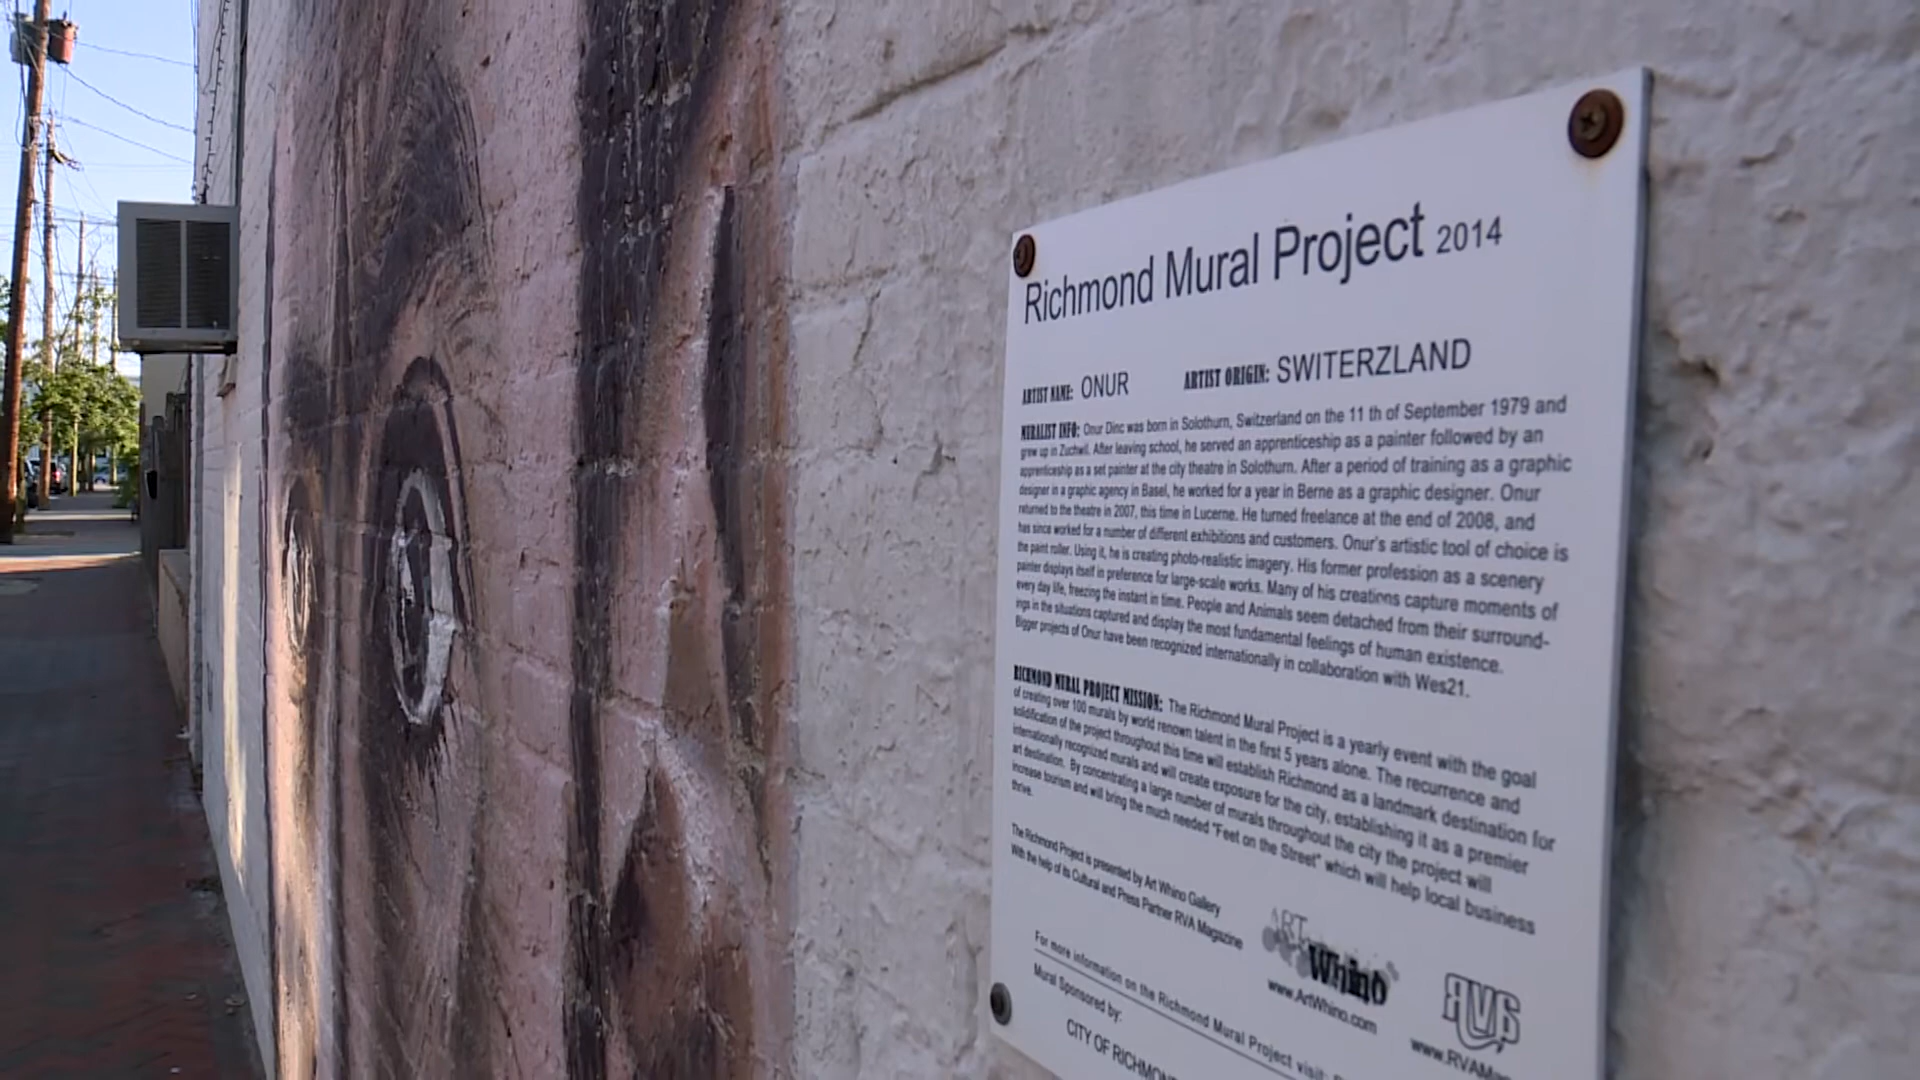 Richmond Mural Project 2014
ARTIST NAME: ONUR ARTIST ORIGIN: SWITERZLAND
MURALIST INFO: Onur Dinc was born in Solothurn, Switzerland on the 11 th of September 1979 and
grew up in Zuchwil. After leaving school, he served an apprenticeship as a painter followed by an
apprenticeship as a set painter at the city theatre in Solothurn. After a period of training as a graphic
designer in a graphic agency in Basel, he worked for a year in Berne as a graphic designer. Onur
returned to the theatre in 2007, this time in Lucerne. He turned freelance at the end of 2008, and
has since worked for a number of different exhibitions and customers. Onur's artistic tool of choice is
the paint roller. Using it, he is creating photo-realistic imagery. His former profession as a scenery
painter displays itself in preference for large-scale works. Many of his creations capture moments of
every day life, freezing the instant in time. People and Animals seem detached from their surround-
ings in the situations captured and display the most fundamental feelings of human existence.
Bigger projects of Onur have been recognized internationally in collaboration with Wes21.
RICHMOND MURAL PROJECT MISSION: The Richmond Mural Project is a yearly event with the goal
of creating over 100 murals by world renown talent in the first 5 years alone. The recurrence and
solidification of the project throughout this time will establish Richmond as a landmark destination for
internationally recognized murals and will create exposure for the city, establishing it as a premier
art destination. By concentrating a large number of murals throughout the city the project will
increase tourism and will bring the much needed "Feet on the Street" which will help local business
thrive.
The Richmond Project is presented by Art Whino Gallery
With the help of its Cultural and Press Partner RVA Magazine
ART
Whino
www.ArtWhino.com
RVA
www.RVAMag
For more information on the Richmond Mural Project visit:
Mural Sponsored by:
CITY OF RICHMON